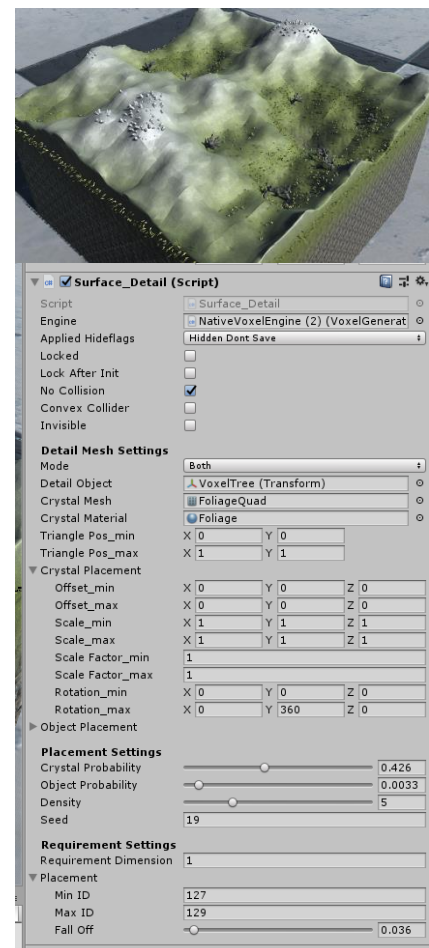 Surface_Detail (Script)
Script Surface_Detail
Engine NativeVoxelEngine (2) (VoxelGenerat
Applied Hideflags Hidden Dont Save
Locked
Lock After Init
No Collision
Convex Collider
Invisible
Detail Mesh Settings
Mode Both
Detail Object VoxelTree (Transform)
Crystal Mesh FoliageQuad
Crystal Material Foliage
Triangle Pos_min X 0 Y 0
Triangle Pos_max X 1 Y 1
Crystal Placement
Offset_min X 0 Y 0 Z 0
Offset_max X 0 Y 0 Z 0
Scale_min X 1 Y 1 Z 1
Scale_max X 1 Y 1 Z 1
Scale Factor_min 1
Scale Factor_max 1
Rotation_min X 0 Y 0 Z 0
Rotation_max X 0 Y 360 Z 0
Object Placement
Placement Settings
Crystal Probability 0.426
Object Probability 0.0033
Density 5
Seed 19
Requirement Settings
Requirement Dimension 1
Placement
Min ID 127
Max ID 129
Fall Off 0.036